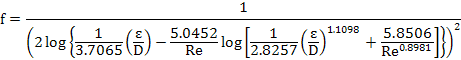 f = 1 / (2 log { 1/3.7065 (ε/D) − 5.0452/Re log [ 1/2.8257 (ε/D)^1.1098 + 5.8506/Re^0.8981 ] })^2